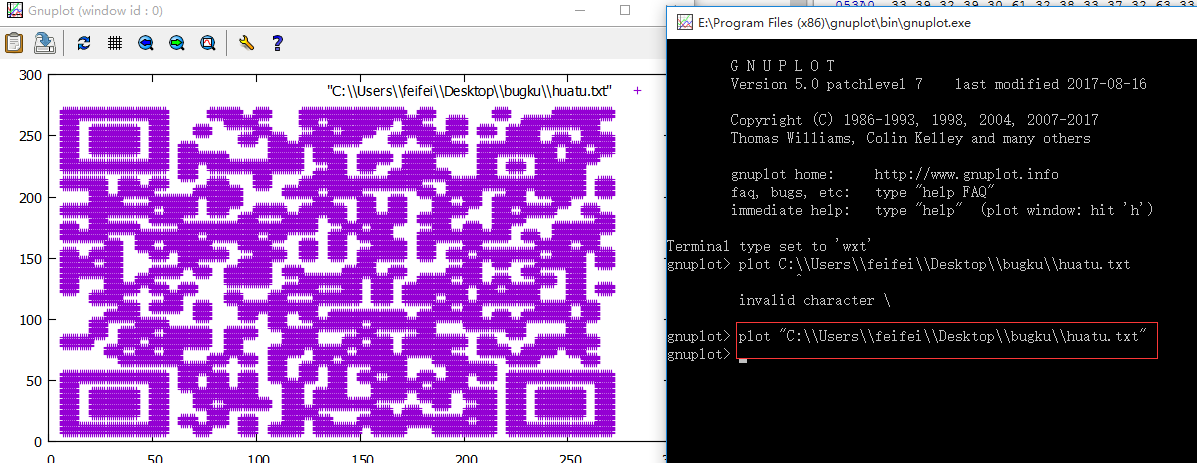 Gnuplot (window id : 0)
300
250
200
150
100
50
0
"C:\\Users\\feifei\\Desktop\\bugku\\huatu.txt"
0
50
100
150
200
250
E:\Program Files (x86)\gnuplot\bin\gnuplot.exe
G N U P L O T
Version 5.0 patchlevel 7    last modified 2017-08-16
Copyright (C) 1986-1993, 1998, 2004, 2007-2017
Thomas Williams, Colin Kelley and many others
gnuplot home:     http://www.gnuplot.info
faq, bugs, etc:   type "help FAQ"
immediate help:   type "help"  (plot window: hit 'h')
Terminal type set to 'wxt'
gnuplot> plot C:\\Users\\feifei\\Desktop\\bugku\\huatu.txt
^
invalid character \
gnuplot> plot "C:\\Users\\feifei\\Desktop\\bugku\\huatu.txt"
gnuplot>